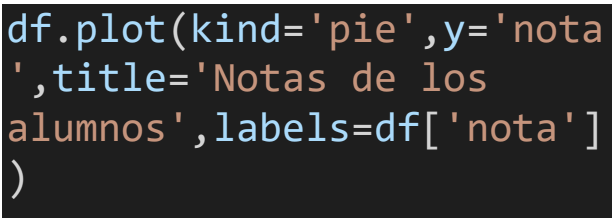 df.plot(kind='pie',y='nota
',title='Notas de los
alumnos',labels=df['nota']
)